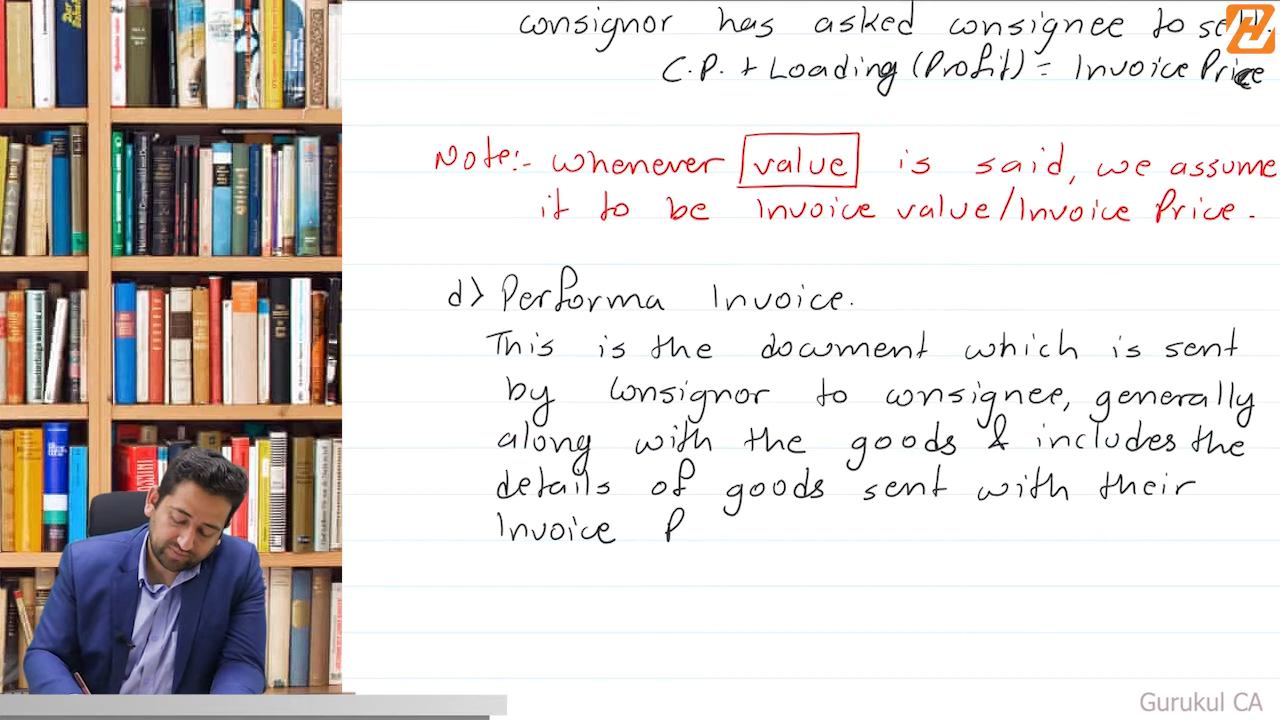 consignor has asked consignee to sell.
C.P. + Loading (Profit) = Invoice Price
Note:- whenever value is said, we assume
it to be Invoice value/Invoice Price.
d) Performa Invoice.
This is the document which is sent
by consignor to consignee, generally
along with the goods & includes the
details of goods sent with their
Invoice P
Gurukul CA